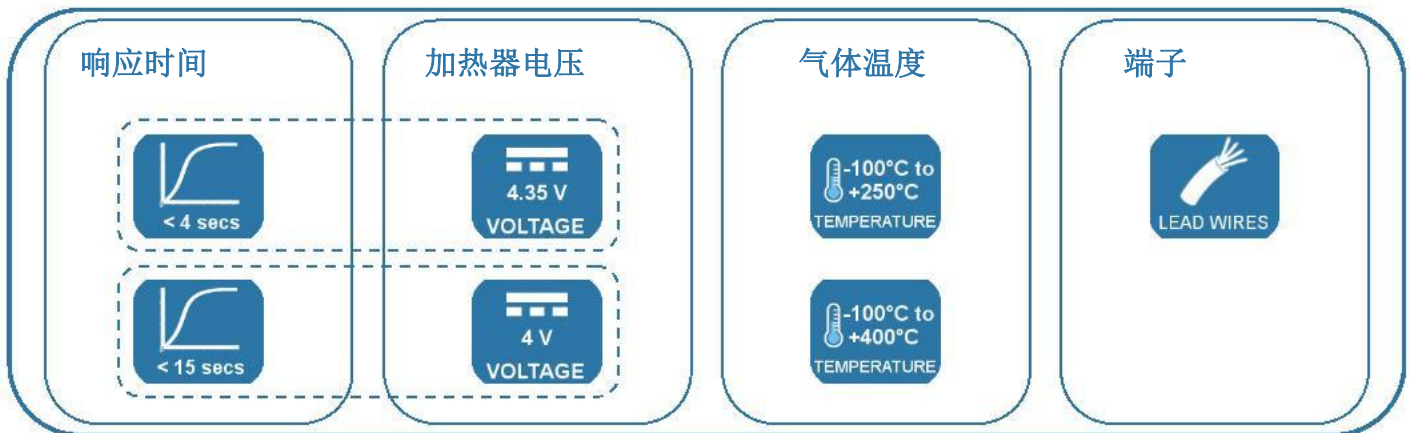 响应时间
< 4 secs
< 15 secs
加热器电压
4.35 V
VOLTAGE
4 V
VOLTAGE
气体温度
-100°C to
+250°C
TEMPERATURE
-100°C to
+400°C
TEMPERATURE
端子
LEAD WIRES